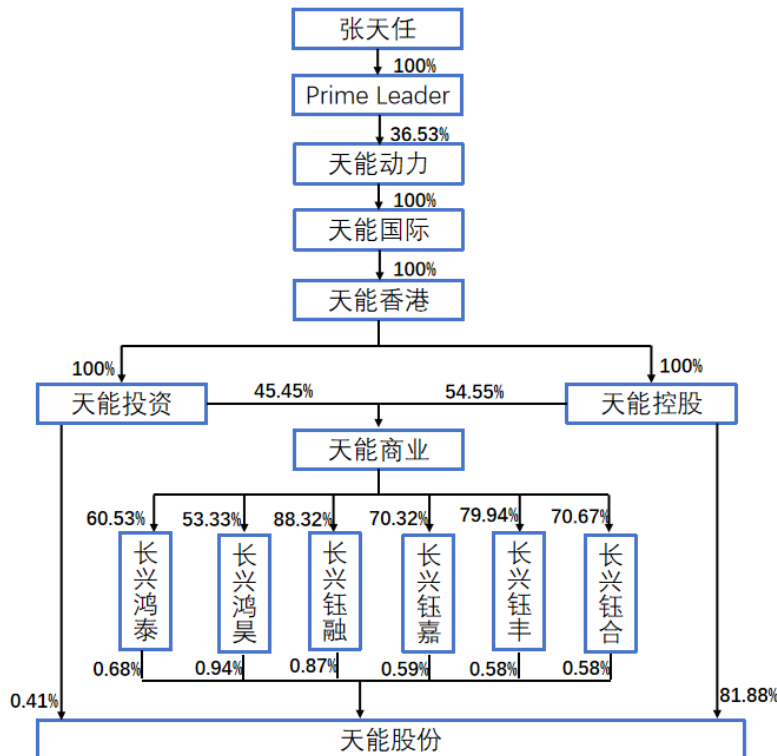 张天任
100%
Prime Leader
36.53%
天能动力
100%
天能国际
100%
天能香港
100%
100%
天能投资
45.45%
54.55%
天能控股
天能商业
60.53%
53.33%
88.32%
70.32%
79.94%
70.67%
长兴鸿泰
长兴鸿昊
长兴钰融
长兴钰嘉
长兴钰丰
长兴钰合
0.68%
0.94%
0.87%
0.59%
0.58%
0.58%
0.41%
81.88%
天能股份